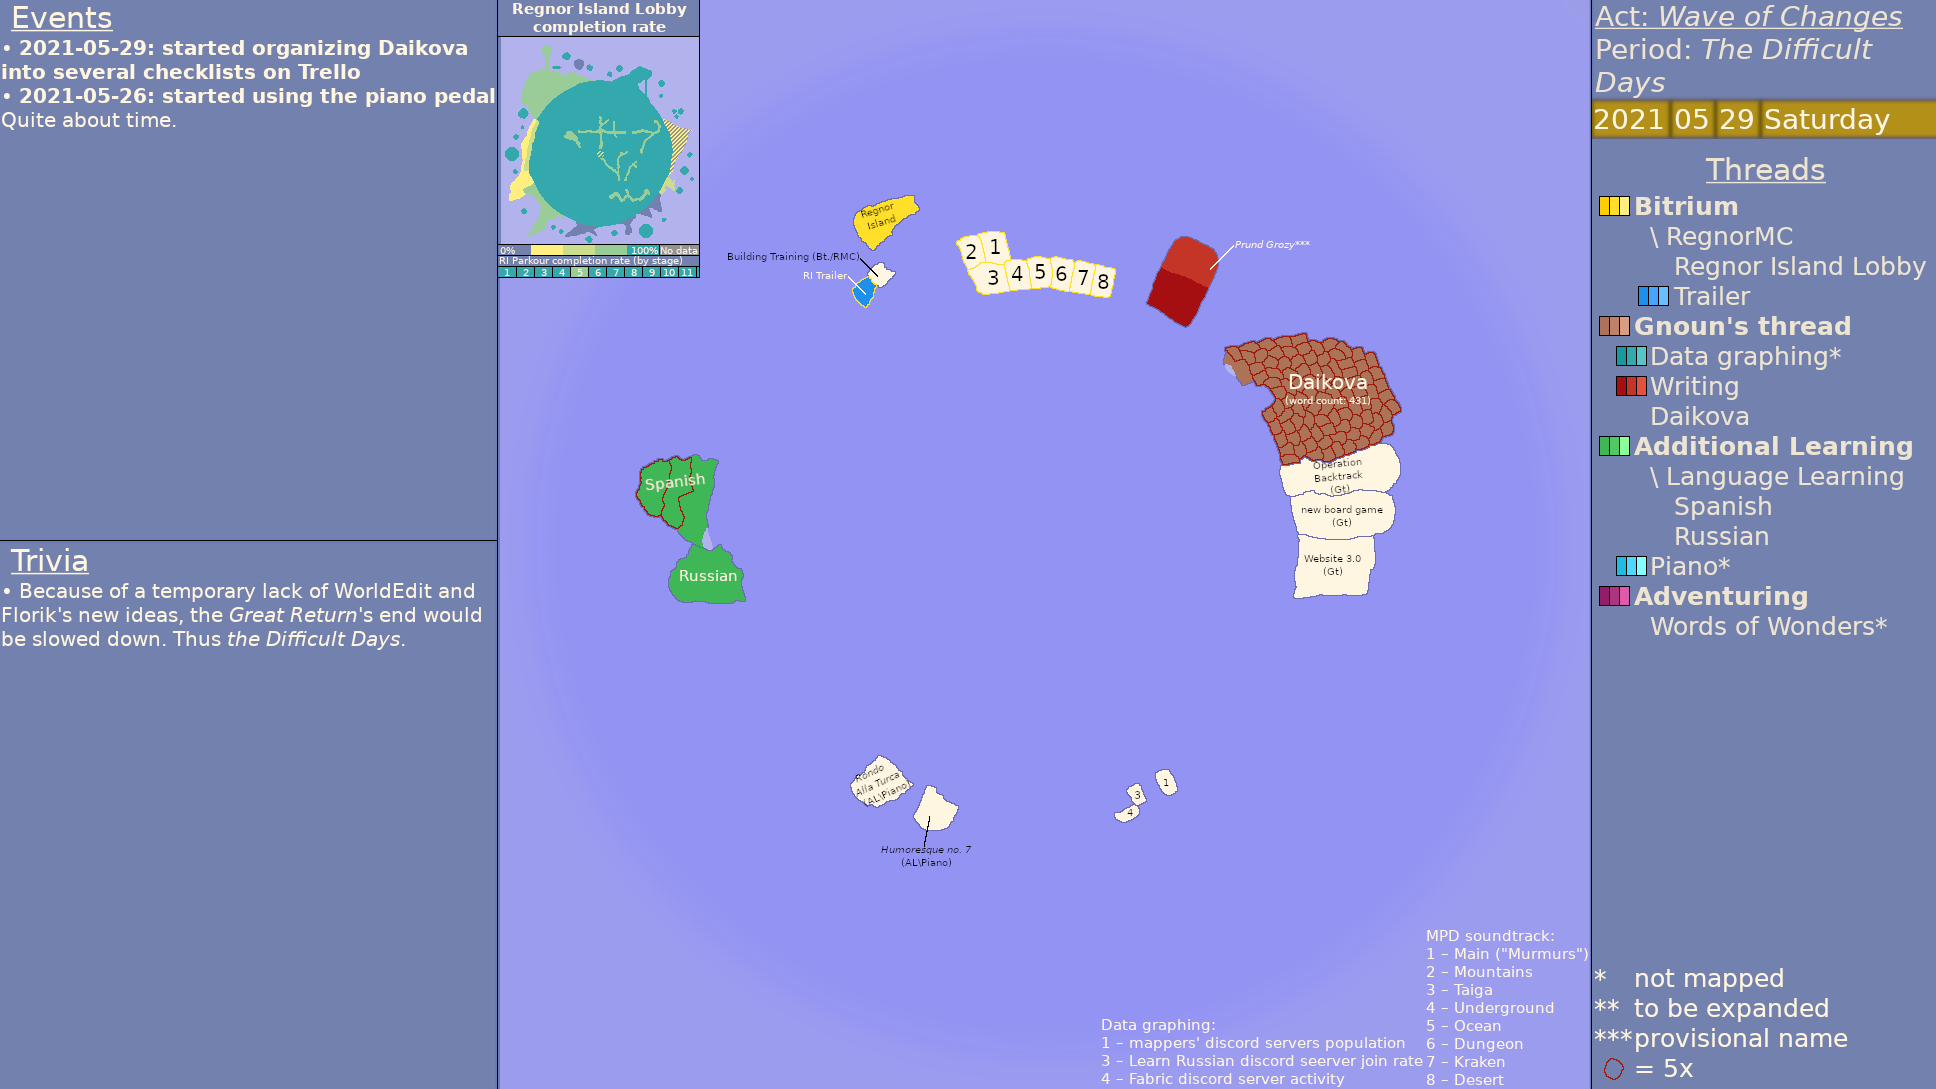 Events
• 2021-05-29: started organizing Daikova
into several checklists on Trello
• 2021-05-26: started using the piano pedal
Quite about time.
Trivia
• Because of a temporary lack of WorldEdit and
Florik's new ideas, the Great Return's end would
be slowed down. Thus the Difficult Days.
Regnor Island Lobby
completion rate
0% 100% No data
RI Parkour completion rate (by stage)
1 2 3 4 5 6 7 8 9 10 11
Regnor
Island
Building Training (Bt./RMC)
RI Trailer
2 1
3 4 5 6 7 8
Prund Grozy***
Daikova
(word count: 431)
Operation
Backtrack
(Gt)
new board game
(Gt)
Website 3.0
(Gt)
Spanish
Russian
Rondo
Alla Turca
(AL\Piano)
Humoresque no. 7
(AL\Piano)
1
3
4
Data graphing:
1 – mappers' discord servers population
3 – Learn Russian discord seerver join rate
4 – Fabric discord server activity
MPD soundtrack:
1 – Main ("Murmurs")
2 – Mountains
3 – Taiga
4 – Underground
5 – Ocean
6 – Dungeon
7 – Kraken
8 – Desert
Act: Wave of Changes
Period: The Difficult
Days
2021 05 29 Saturday
Threads
Bitrium
\ RegnorMC
Regnor Island Lobby
Trailer
Gnoun's thread
Data graphing*
Writing
Daikova
Additional Learning
\ Language Learning
Spanish
Russian
Piano*
Adventuring
Words of Wonders*
* not mapped
** to be expanded
*** provisional name
= 5x